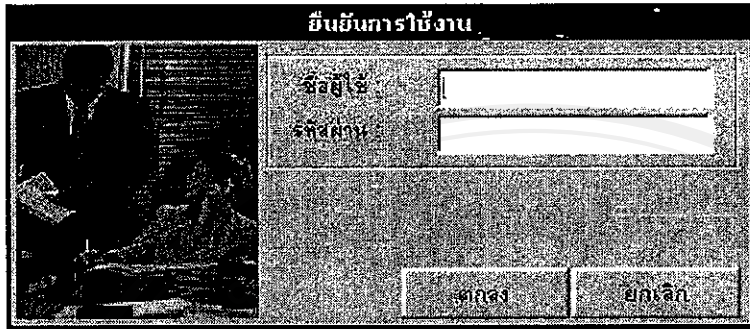 ยืนยันการใช้งาน
ชื่อผู้ใช้
รหัสผ่าน
ตกลง ยกเลิก